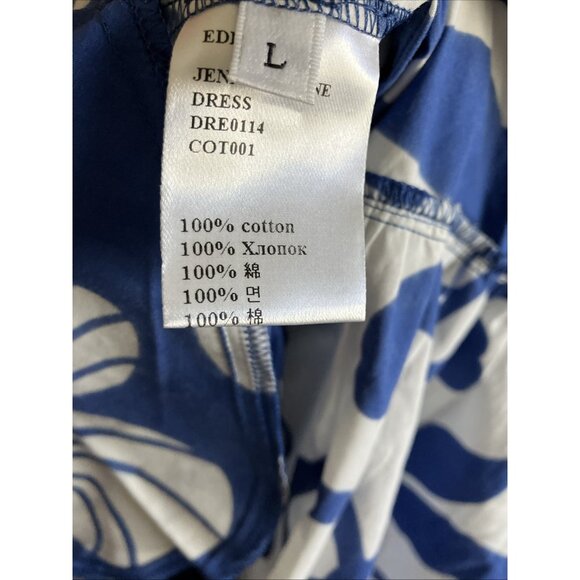 L
DRESS
DRE0114
COT001
100% cotton
100% Хлопок
100% 綿
100% 면
100% 棉